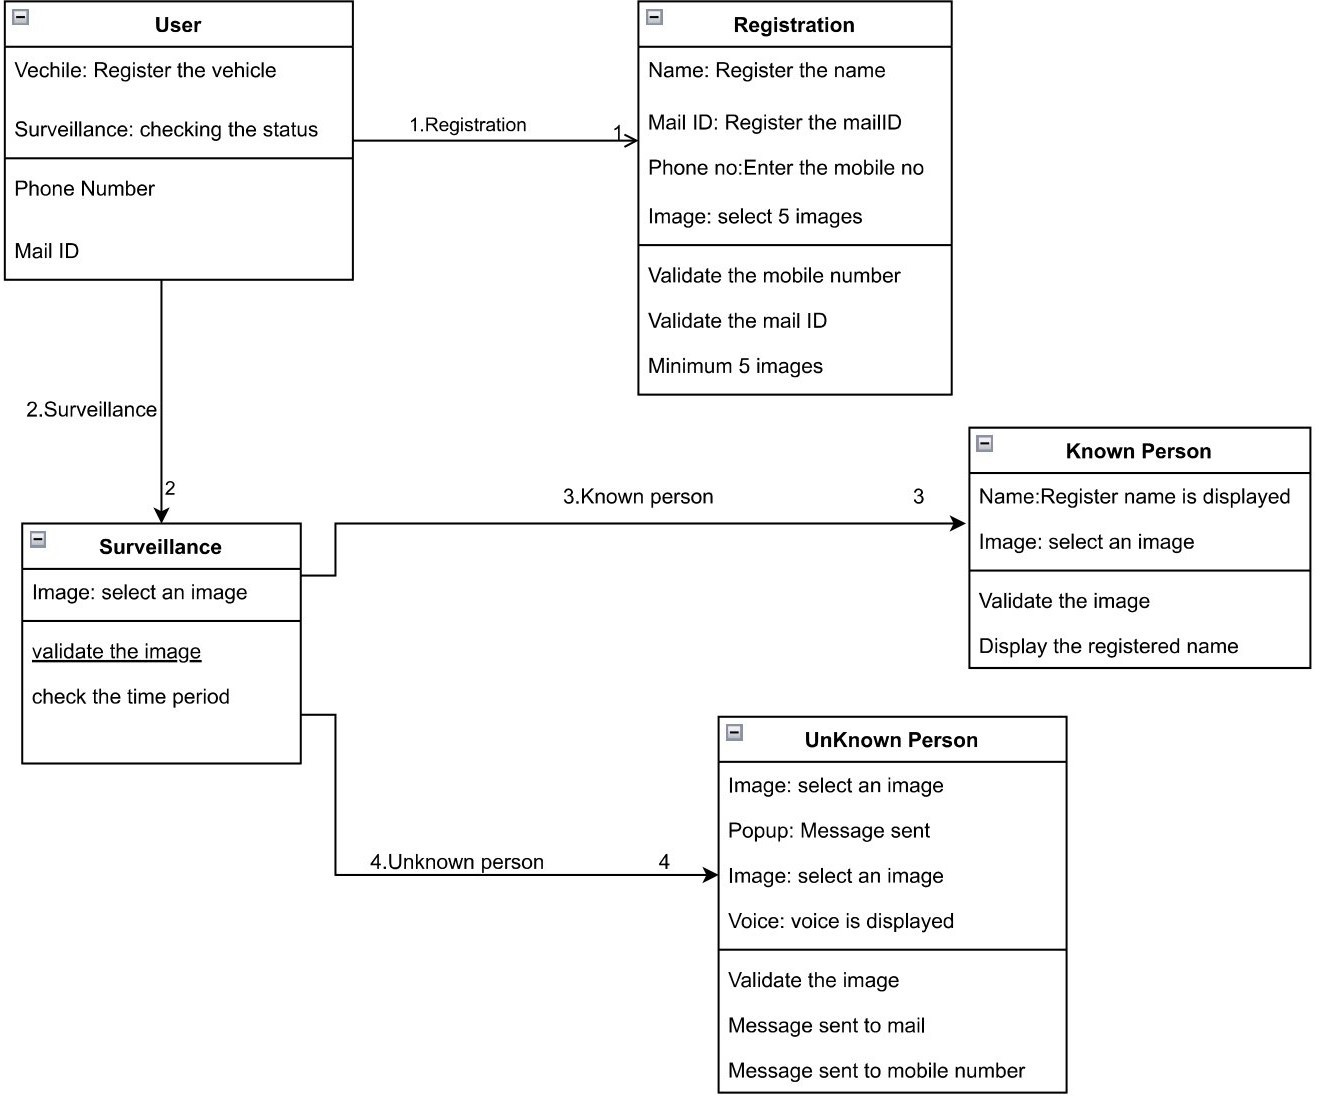 User
Vechile: Register the vehicle
Surveillance: checking the status
Phone Number
Mail ID
1.Registration
1
Registration
Name: Register the name
Mail ID: Register the mailID
Phone no:Enter the mobile no
Image: select 5 images
Validate the mobile number
Validate the mail ID
Minimum 5 images
2.Surveillance
2
Surveillance
Image: select an image
validate the image
check the time period
3.Known person
3
Known Person
Name:Register name is displayed
Image: select an image
Validate the image
Display the registered name
4.Unknown person
4
UnKnown Person
Image: select an image
Popup: Message sent
Image: select an image
Voice: voice is displayed
Validate the image
Message sent to mail
Message sent to mobile number